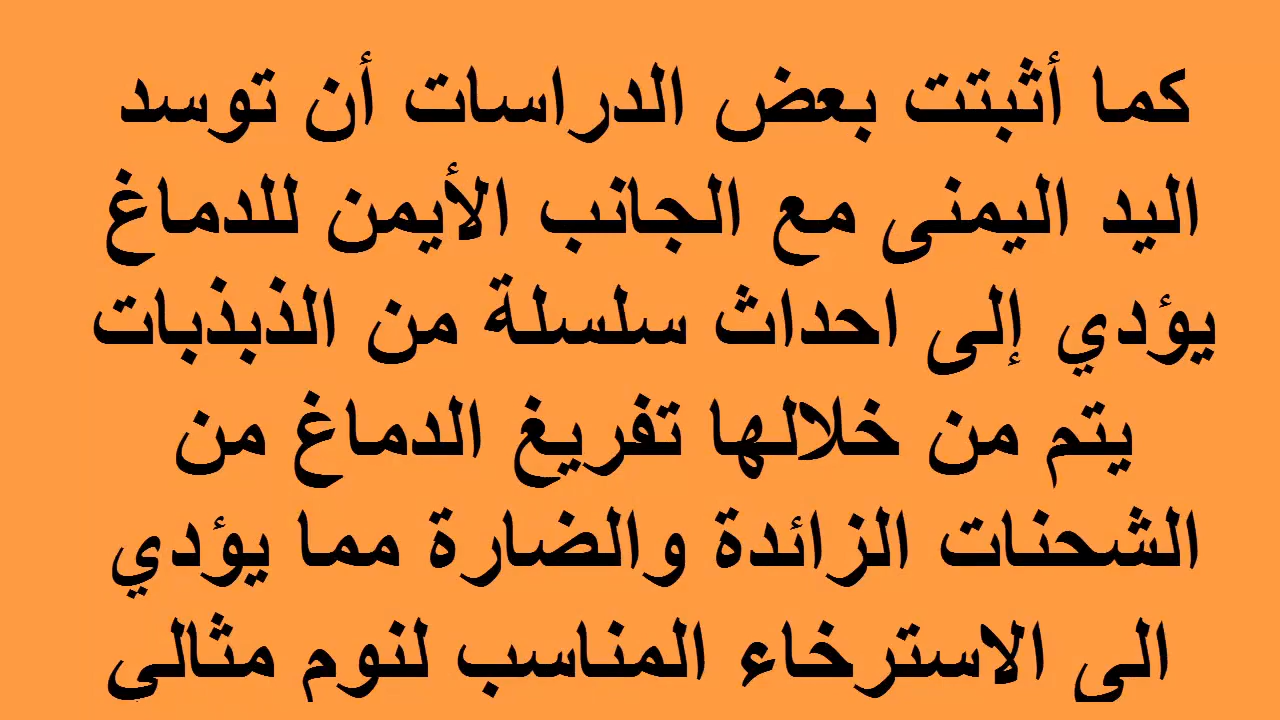 كما أثبتت بعض الدراسات أن توسد
اليد اليمنى مع الجانب الأيمن للدماغ
يؤدي إلى احداث سلسلة من الذبذبات
يتم من خلالها تفريغ الدماغ من
الشحنات الزائدة والضارة مما يؤدي
الى الاسترخاء المناسب لنوم مثالى